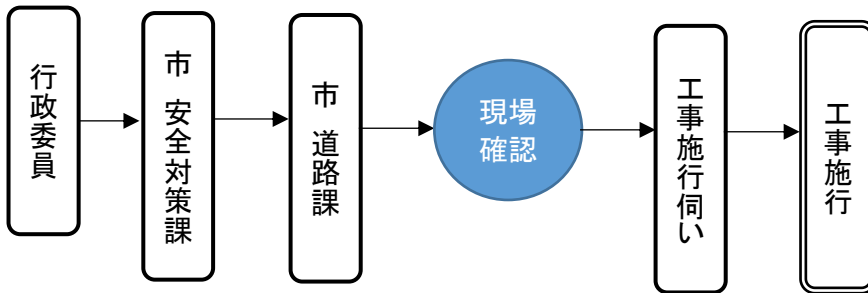 行政委員
市 安全対策課
市 道路課
現場
確認
工事施行伺い
工事施行